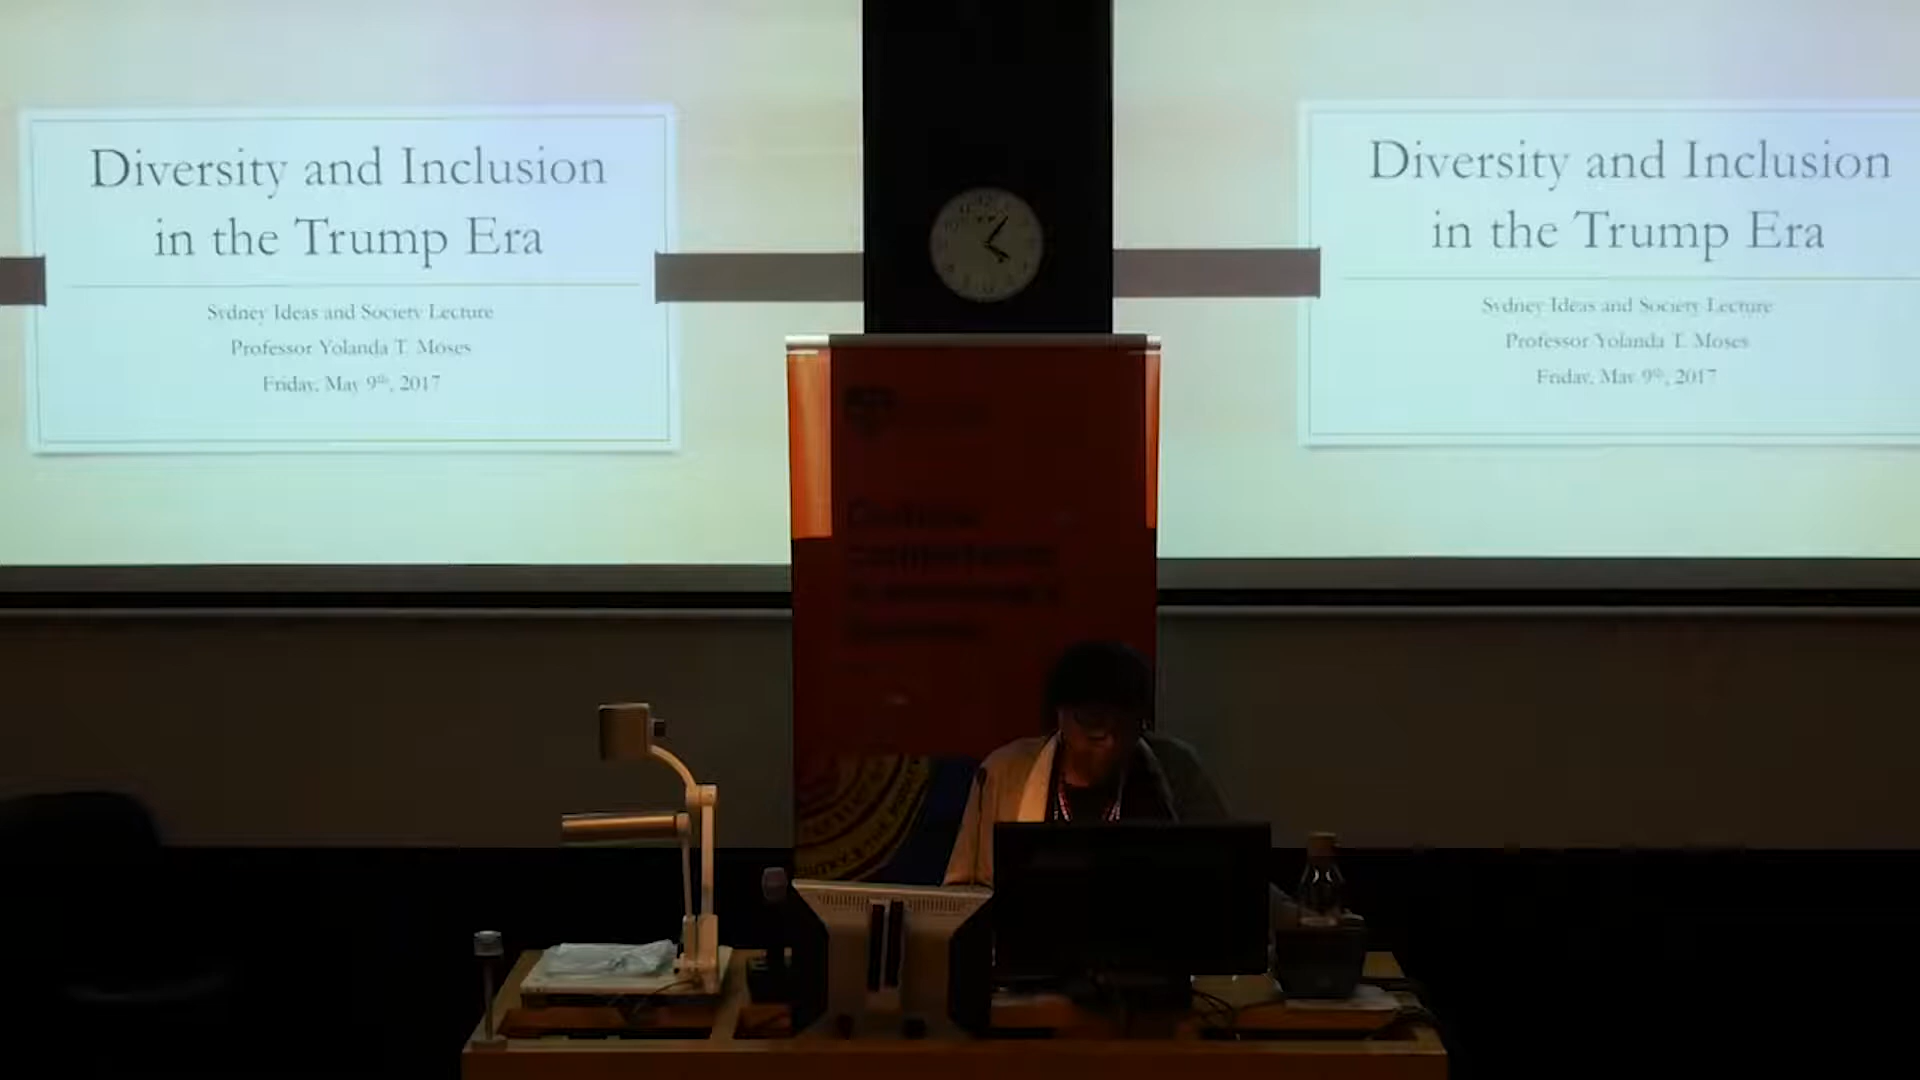 Diversity and Inclusion
in the Trump Era
Sydney Ideas and Society Lecture
Professor Yolanda T. Moses
Friday, May 9th, 2017
Diversity and Inclusion
in the Trump Era
Sydney Ideas and Society Lecture
Professor Yolanda T. Moses
Friday, May 9th, 2017